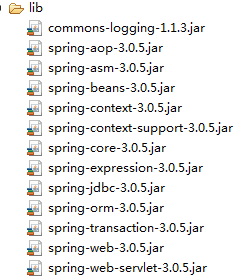 lib
commons-logging-1.1.3.jar
spring-aop-3.0.5.jar
spring-asm-3.0.5.jar
spring-beans-3.0.5.jar
spring-context-3.0.5.jar
spring-context-support-3.0.5.jar
spring-core-3.0.5.jar
spring-expression-3.0.5.jar
spring-jdbc-3.0.5.jar
spring-orm-3.0.5.jar
spring-transaction-3.0.5.jar
spring-web-3.0.5.jar
spring-web-servlet-3.0.5.jar